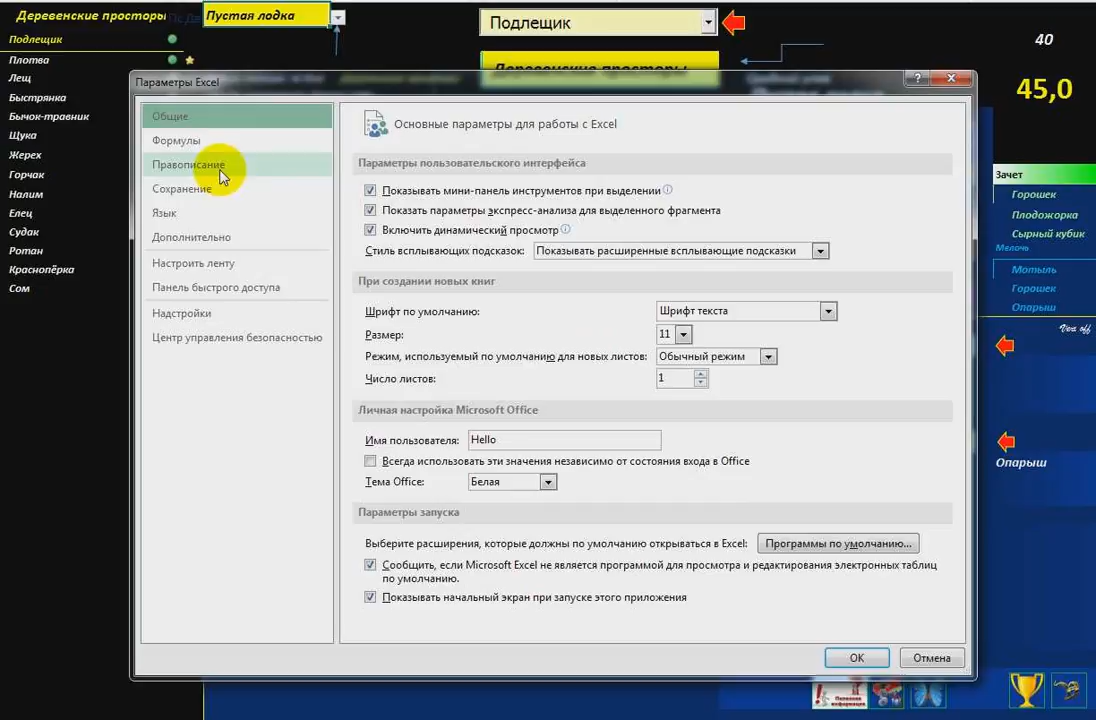 Деревенские просторы
Пустая лодка
Подлещик
Деревенские просторы
40
45,0
Подлещик
Плотва
Лещ
Быстрянка
Бычок-травник
Щука
Жерех
Горчак
Налим
Елец
Судак
Ротан
Краснопёрка
Сом
Параметры Excel
Общие
Формулы
Правописание
Сохранение
Язык
Дополнительно
Настроить ленту
Панель быстрого доступа
Надстройки
Центр управления безопасностью
Основные параметры для работы с Excel
Параметры пользовательского интерфейса
Показывать мини-панель инструментов при выделении
Показать параметры экспресс-анализа для выделенного фрагмента
Включить динамический просмотр
Стиль всплывающих подсказок: Показывать расширенные всплывающие подсказки
При создании новых книг
Шрифт по умолчанию: Шрифт текста
Размер: 11
Режим, используемый по умолчанию для новых листов: Обычный режим
Число листов: 1
Личная настройка Microsoft Office
Имя пользователя: Hello
Всегда использовать эти значения независимо от состояния входа в Office
Тема Office: Белая
Параметры запуска
Выберите расширения, которые должны по умолчанию открываться в Excel: Программы по умолчанию...
Сообщить, если Microsoft Excel не является программой для просмотра и редактирования электронных таблиц
по умолчанию.
Показывать начальный экран при запуске этого приложения
OK
Отмена
Зачет
Горошек
Плодожорка
Сырный кубик
Мелочь
Мотыль
Горошек
Опарыш
Vex off
Опарыш